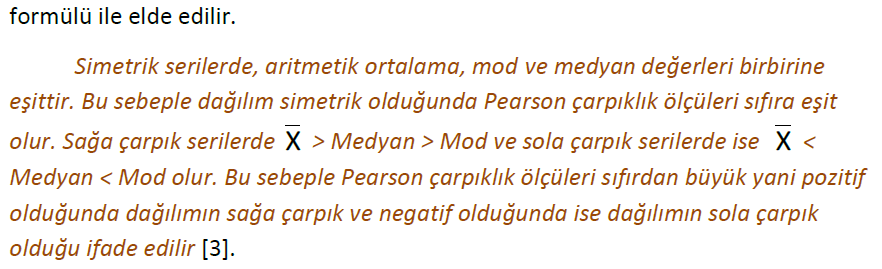 formülü ile elde edilir.
Simetrik serilerde, aritmetik ortalama, mod ve medyan değerleri birbirine
eşittir. Bu sebeple dağılım simetrik olduğunda Pearson çarpıklık ölçüleri sıfıra eşit
olur. Sağa çarpık serilerde X̅ > Medyan > Mod ve sola çarpık serilerde ise X̅ <
Medyan < Mod olur. Bu sebeple Pearson çarpıklık ölçüleri sıfırdan büyük yani pozitif
olduğunda dağılımın sağa çarpık ve negatif olduğunda ise dağılımın sola çarpık
olduğu ifade edilir [3].